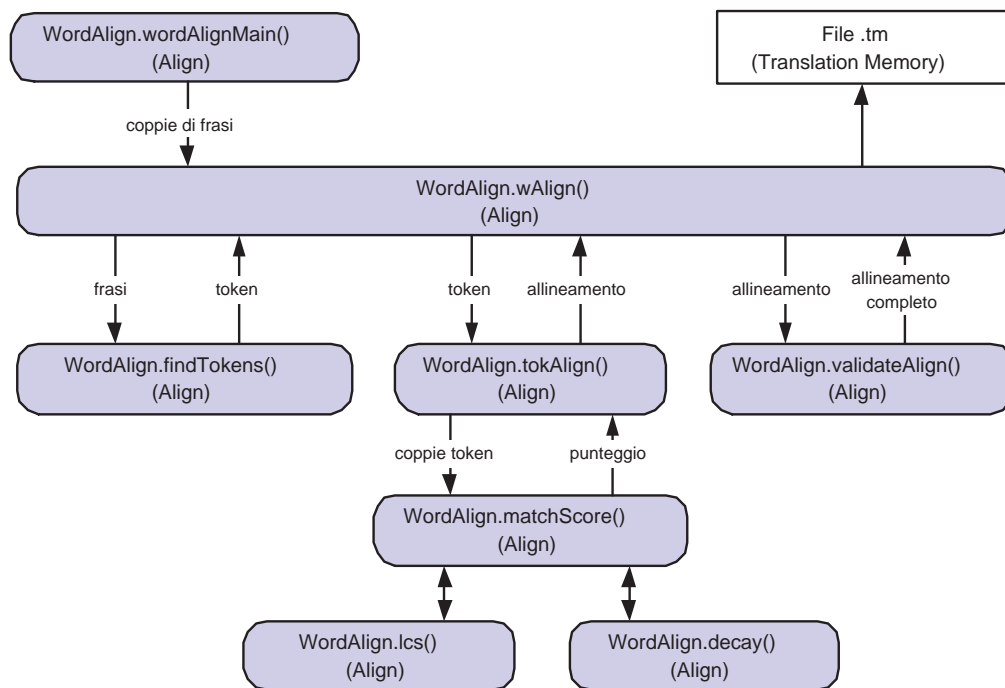 WordAlign.wordAlignMain()
(Align)
File .tm
(Translation Memory)
coppie di frasi
WordAlign.wAlign()
(Align)
frasi
token
token
allineamento
allineamento
allineamento
completo
WordAlign.findTokens()
(Align)
WordAlign.tokAlign()
(Align)
WordAlign.validateAlign()
(Align)
coppie token
punteggio
WordAlign.matchScore()
(Align)
WordAlign.lcs()
(Align)
WordAlign.decay()
(Align)